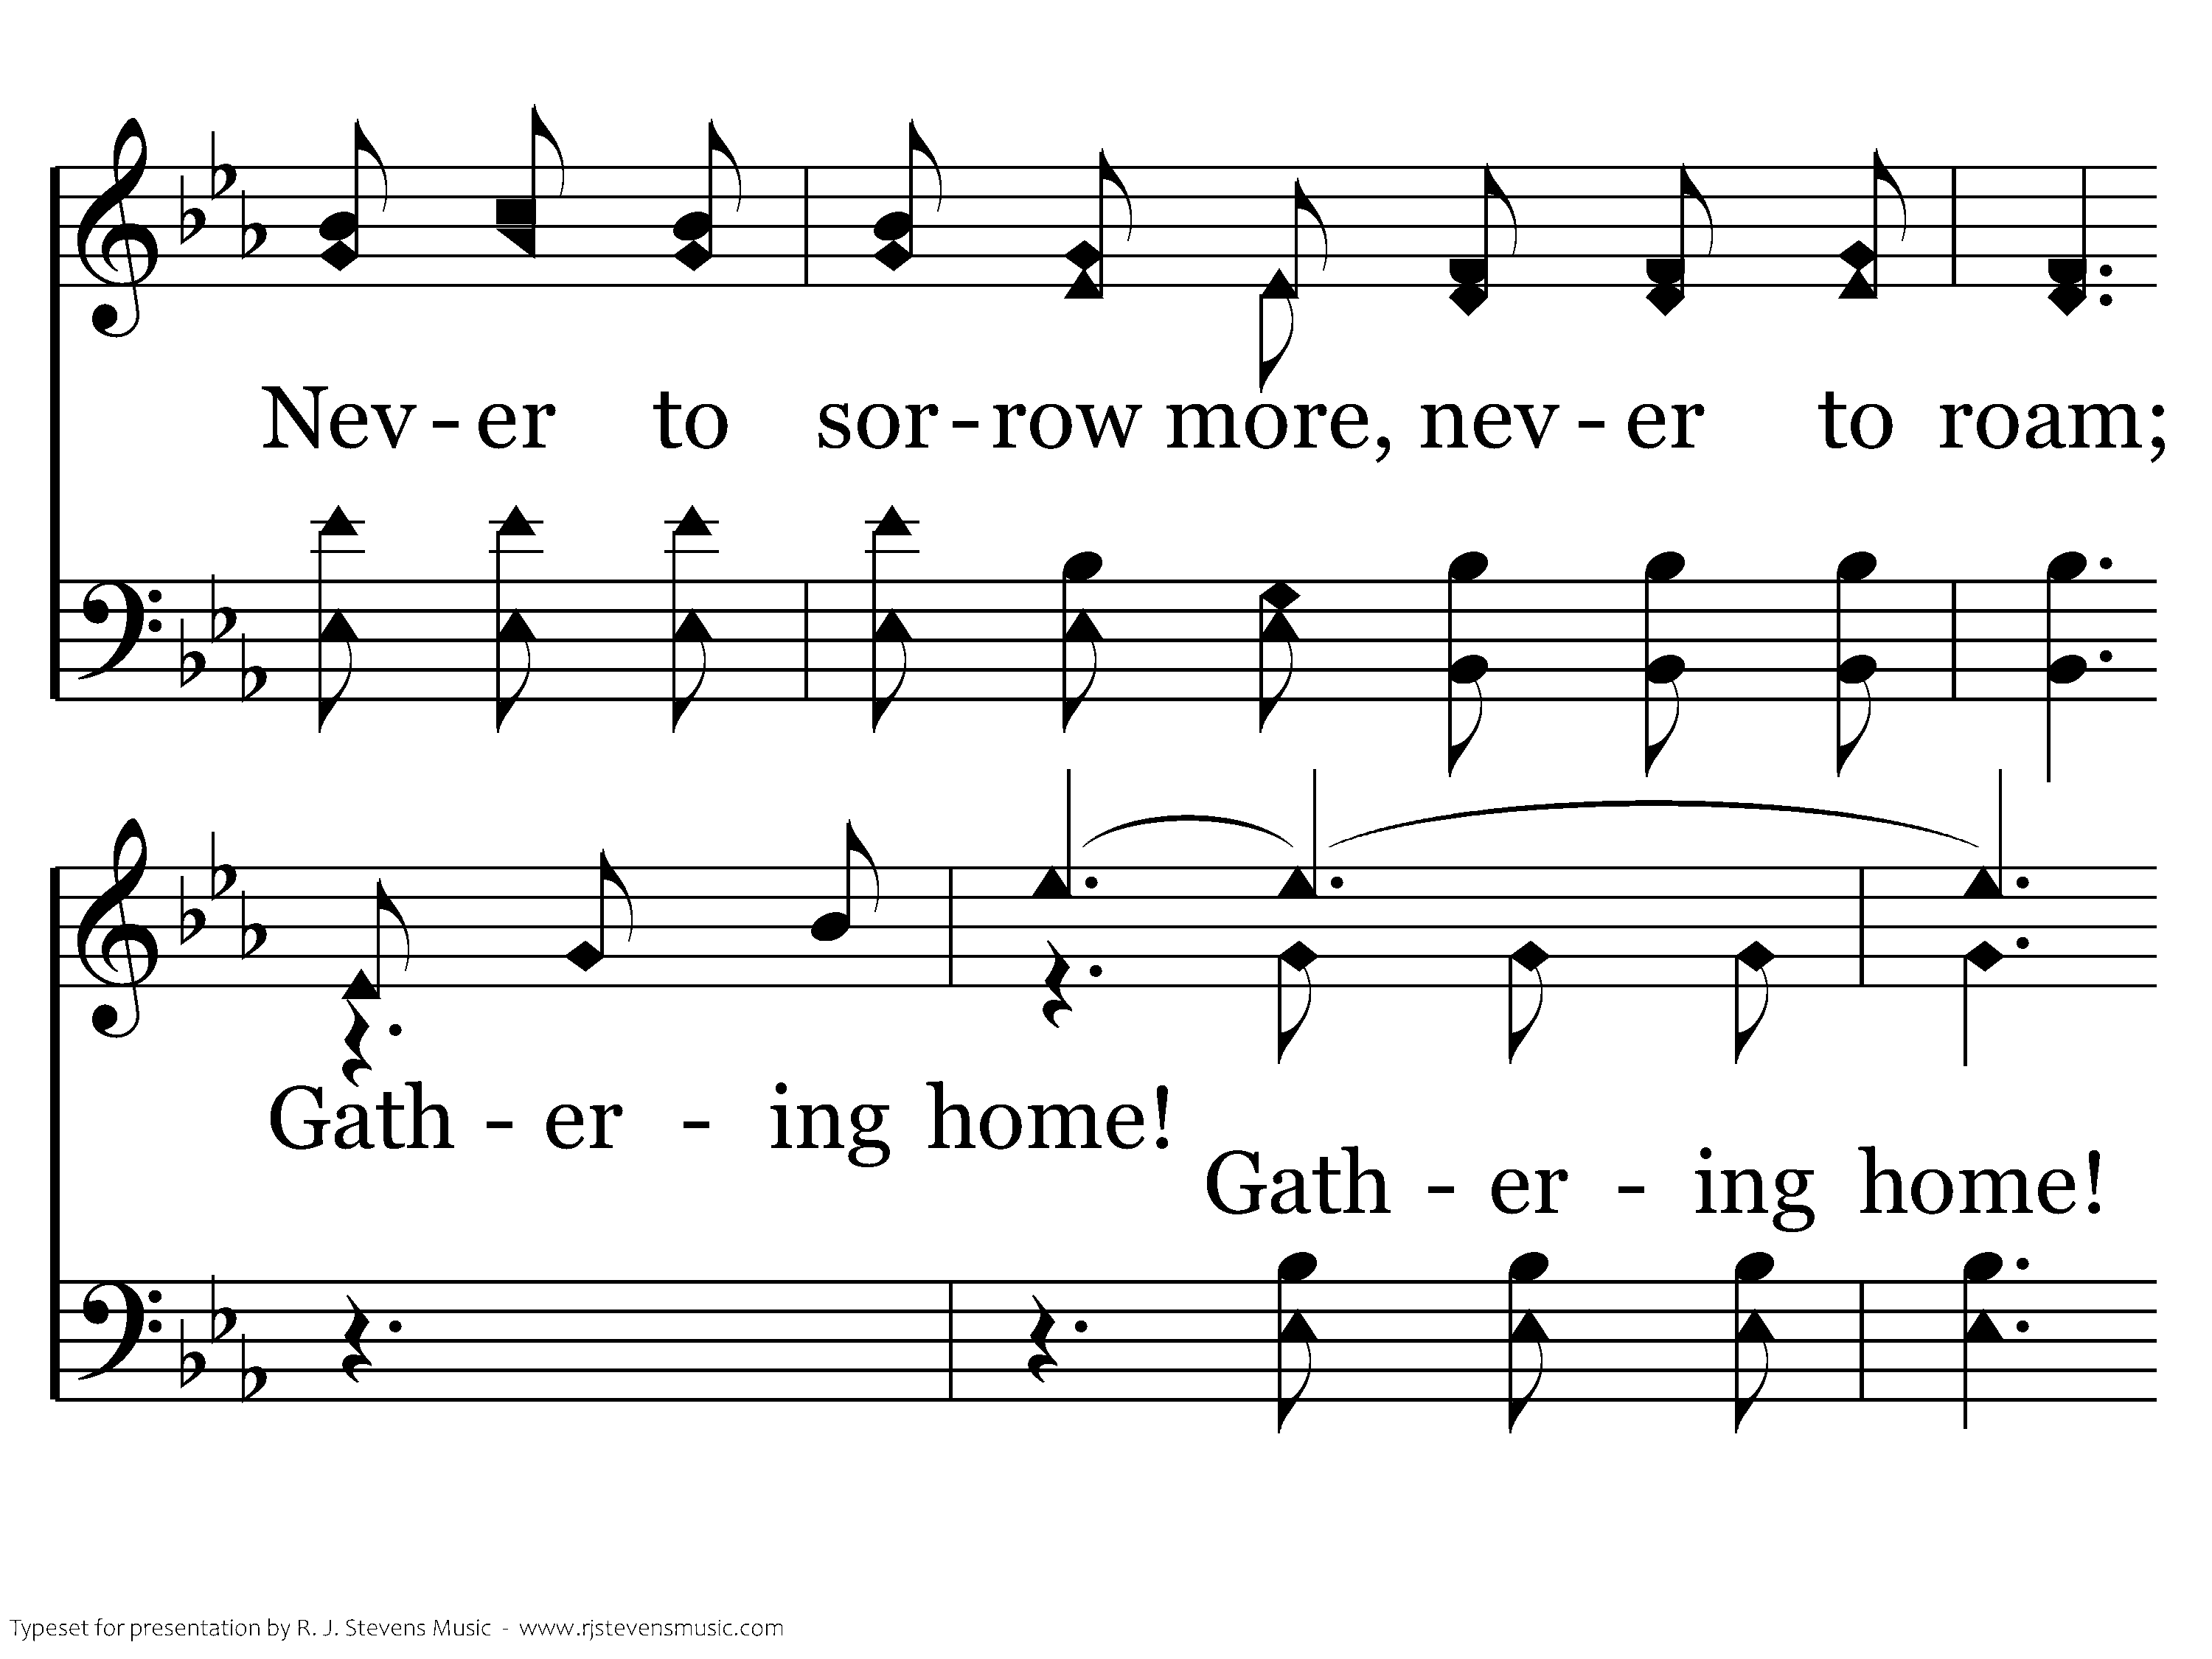 Nev - er to sor - row more, nev - er to roam;
Gath - er - ing home!
Gath - er - ing home!
Typeset for presentation by R. J. Stevens Music - www.rjstevensmusic.com